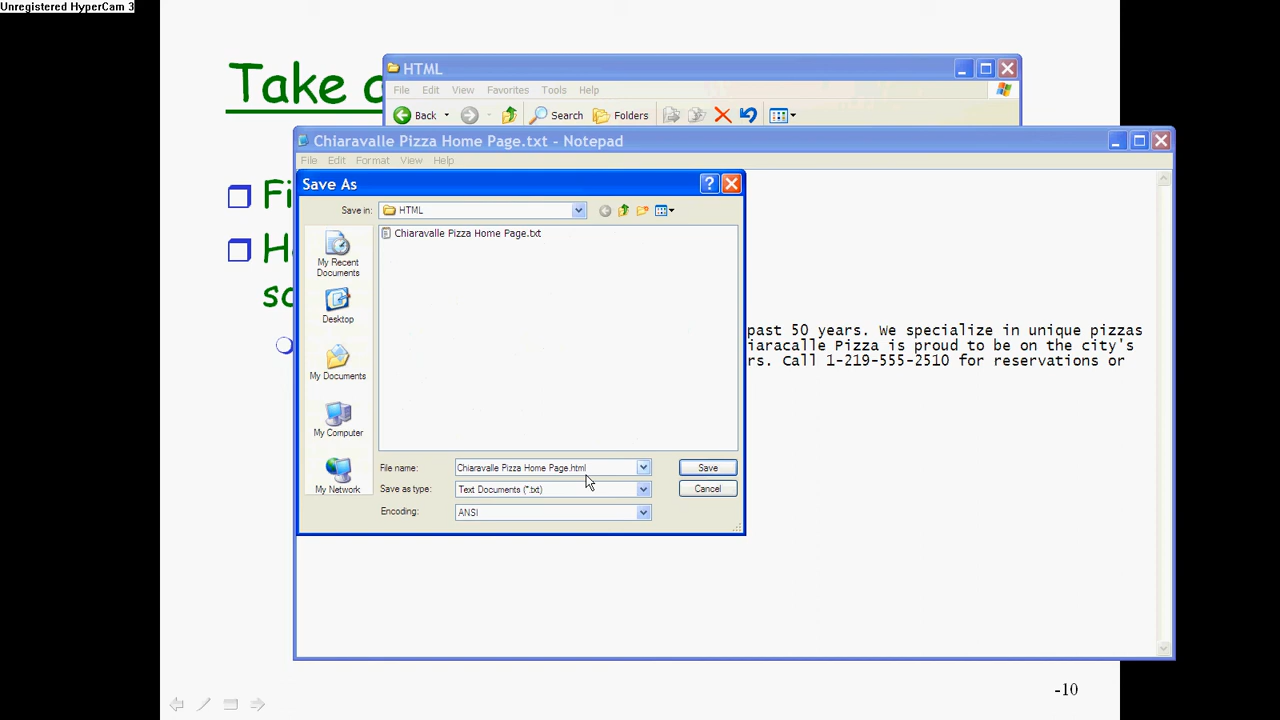 Unregistered HyperCam 3
Take
HTML
File Edit View Favorites Tools Help
Back Search Folders
Chiaravalle Pizza Home Page.txt - Notepad
File Edit Format View Help
Save As
Save in: HTML
Chiaravalle Pizza Home Page.txt
My Recent
Documents
Desktop
My Documents
My Computer
My Network
File name: Chiaravalle Pizza Home Page.html Save
Save as type: Text Documents (*.txt) Cancel
Encoding: ANSI
past 50 years. We specialize in unique pizzas
iaracalle Pizza is proud to be on the city's
rs. Call 1-219-555-2510 for reservations or
-10